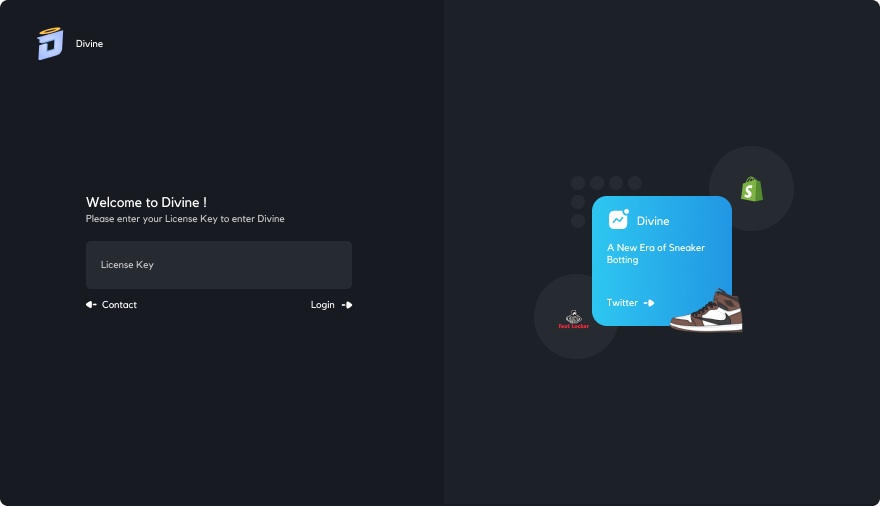 Divine
Welcome to Divine !
Please enter your License Key to enter Divine
License Key
Contact
Login
Divine
A New Era of Sneaker
Botting
Twitter
Foot Locker